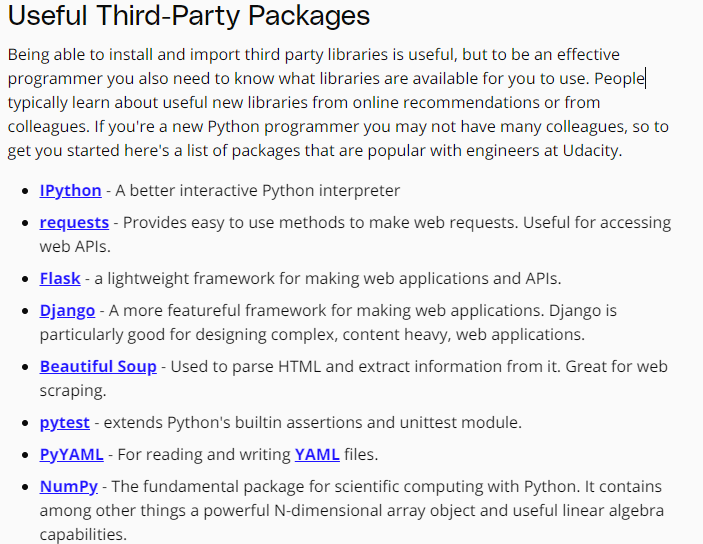 Useful Third-Party Packages
Being able to install and import third party libraries is useful, but to be an effective
programmer you also need to know what libraries are available for you to use. People
typically learn about useful new libraries from online recommendations or from
colleagues. If you're a new Python programmer you may not have many colleagues, so to
get you started here's a list of packages that are popular with engineers at Udacity.
• IPython - A better interactive Python interpreter
• requests - Provides easy to use methods to make web requests. Useful for accessing
web APIs.
• Flask - a lightweight framework for making web applications and APIs.
• Django - A more featureful framework for making web applications. Django is
particularly good for designing complex, content heavy, web applications.
• Beautiful Soup - Used to parse HTML and extract information from it. Great for web
scraping.
• pytest - extends Python's builtin assertions and unittest module.
• PyYAML - For reading and writing YAML files.
• NumPy - The fundamental package for scientific computing with Python. It contains
among other things a powerful N-dimensional array object and useful linear algebra
capabilities.